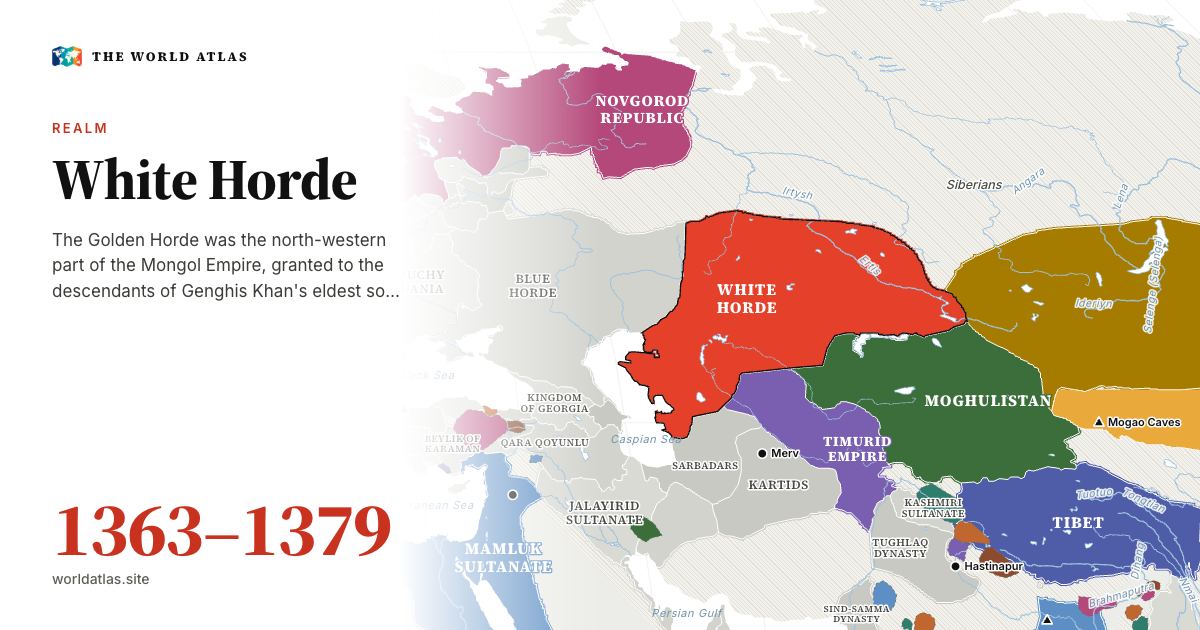 THE WORLD ATLAS
REALM
White Horde
The Golden Horde was the north-western
part of the Mongol Empire, granted to the
descendants of Genghis Khan's eldest so...
1363–1379
worldatlas.site
NOVGOROD
REPUBLIC
Siberians
Angara
Lena
Irtysh
BLUE
HORDE
WHITE
HORDE
Ertis
Ideriyn
Selenge (Selenga)
MOGHULISTAN
Mogao Caves
KINGDOM
OF GEORGIA
BEYLIK OF
KARAMAN
QARA QOYUNLU
Caspian Sea
SARBADARS
Merv
TIMURID
EMPIRE
KARTIDS
JALAYIRID
SULTANATE
KASHMIRI
SULTANATE
TIBET
Tuotuo
Tongtian
MAMLUK
SULTANATE
TUGHLAQ
DYNASTY
Hastinapur
Dihang
Brahmaputra
Persian Gulf
SIND-SAMMA
DYNASTY